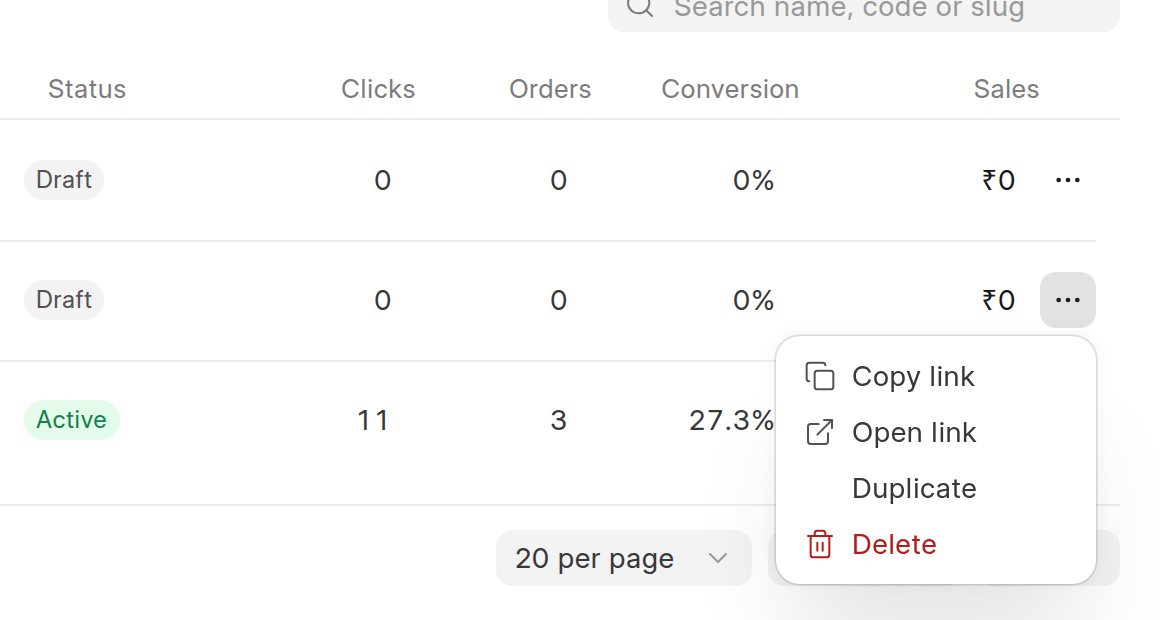 Search name, code or slug
Status Clicks Orders Conversion Sales
Draft 0 0 0% ₹0
Draft 0 0 0% ₹0
Copy link
Active 11 3 27.3%
Open link
Duplicate
Delete
20 per page